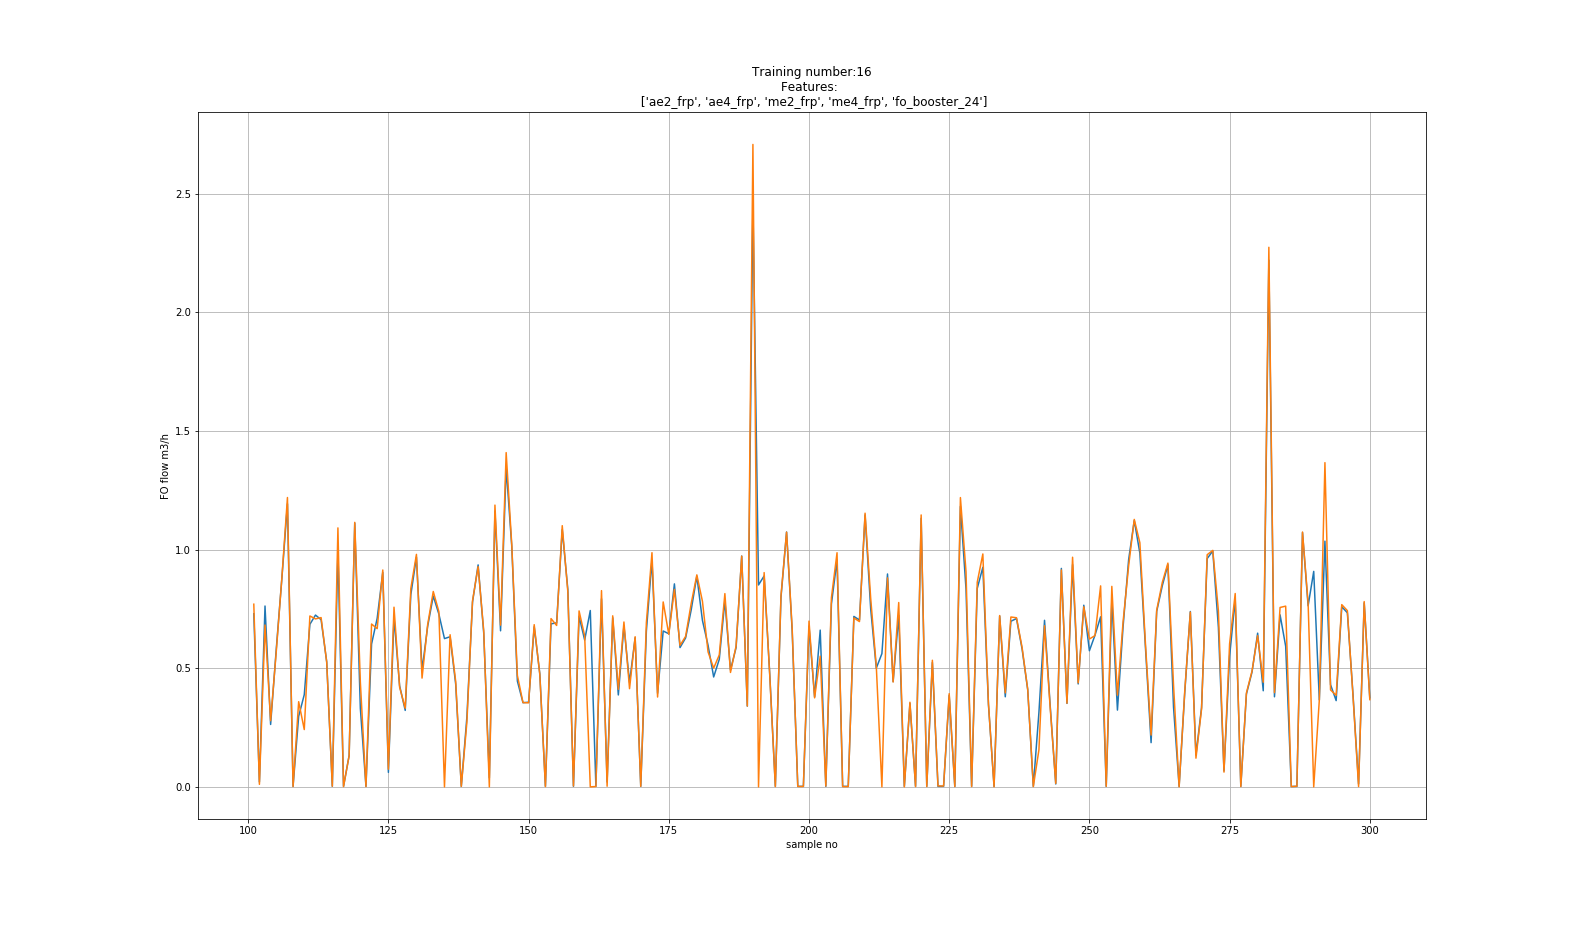 Training number:16
Features:
['ae2_frp', 'ae4_frp', 'me2_frp', 'me4_frp', 'fo_booster_24']
2.5
2.0
1.5
1.0
0.5
0.0
FO flow m3/h
100 125 150 175 200 225 250 275 300
sample no